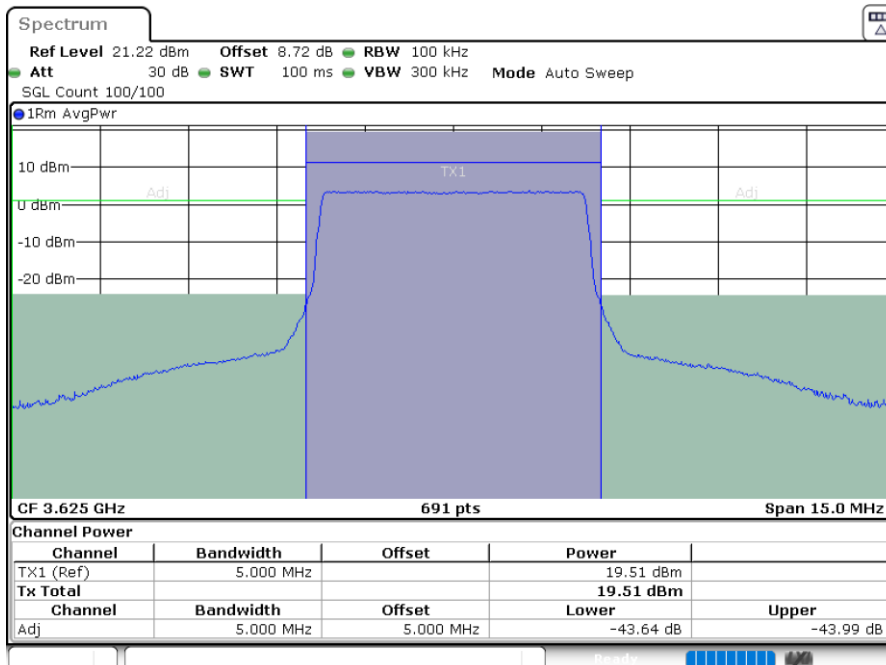 Spectrum
Ref Level 21.22 dBm Offset 8.72 dB RBW 100 kHz
Att 30 dB SWT 100 ms VBW 300 kHz Mode Auto Sweep
SGL Count 100/100
1Rm AvgPwr
10 dBm
TX1
Adj Adj
0 dBm
-10 dBm
-20 dBm
CF 3.625 GHz 691 pts Span 15.0 MHz
Channel Power
Channel Bandwidth Offset Power
TX1 (Ref) 5.000 MHz 19.51 dBm
Tx Total 19.51 dBm
Channel Bandwidth Offset Lower Upper
Adj 5.000 MHz 5.000 MHz -43.64 dB -43.99 dB
Ready